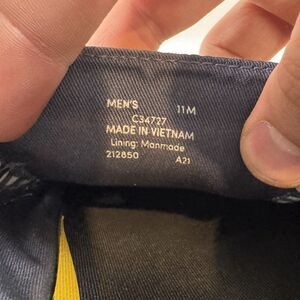 MEN'S 11M
C34727
MADE IN VIETNAM
Lining: Manmade
212850 A21